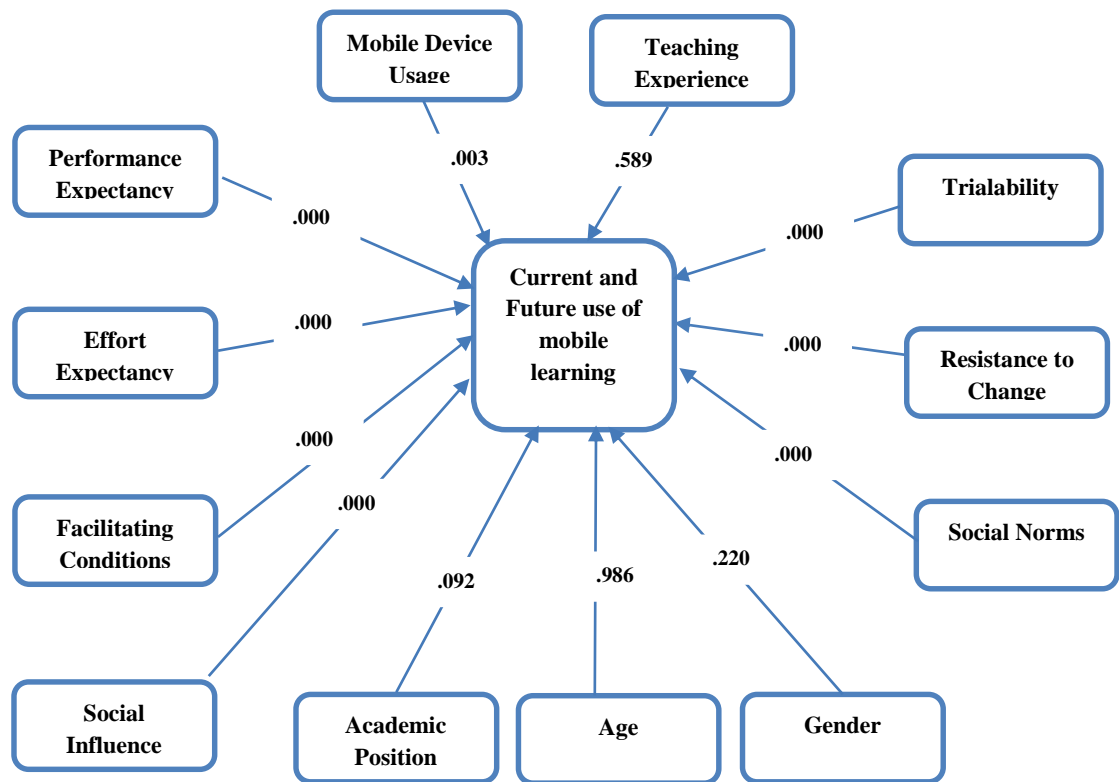 Mobile Device
Usage
Teaching
Experience
Performance
Expectancy
.003
.589
Trialability
.000
.000
Current and
Future use of
mobile
learning
.000
Effort
Expectancy
.000
Resistance to
Change
.000
.000
.000
Facilitating
Conditions
Social Norms
.092
.986
.220
Social
Influence
Academic
Position
Age
Gender